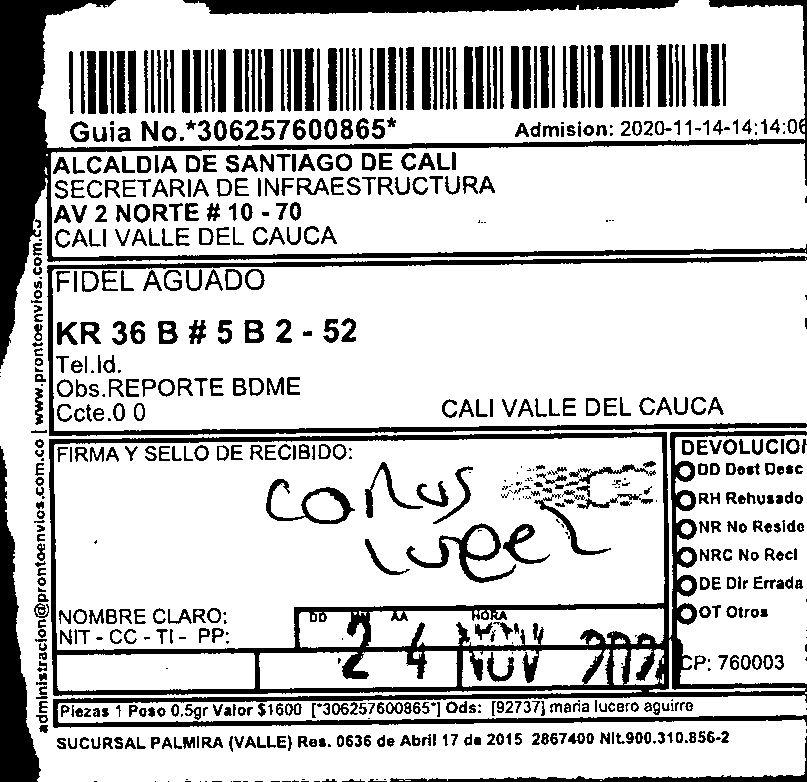 Guia No.*306257600865*
Admision: 2020-11-14-14:14:06
ALCALDIA DE SANTIAGO DE CALI
SECRETARIA DE INFRAESTRUCTURA
AV 2 NORTE # 10 - 70
CALI VALLE DEL CAUCA
FIDEL AGUADO
KR 36 B # 5 B 2 - 52
Tel.Id.
Obs.REPORTE BDME
Ccte.0 0
CALI VALLE DEL CAUCA
www.prontoenvios.com.co
administracion@prontoenvios.com.co
FIRMA Y SELLO DE RECIBIDO:
carlos
lopez
NOMBRE CLARO:
NIT - CC - TI - PP:
DD MM AA HORA
24 NOV 2020
DEVOLUCION
DD Dest Desc
RH Rehusado
NR No Reside
NRC No Recl
DE Dir Errada
OT Otros
CP: 760003
Piezas 1 Peso 0.5gr Valor $1600 [*306257600865*] Ods: [92737] maria lucero aguirre
SUCURSAL PALMIRA (VALLE) Res. 0636 de Abril 17 de 2015 2867400 Nit.900.310.856-2